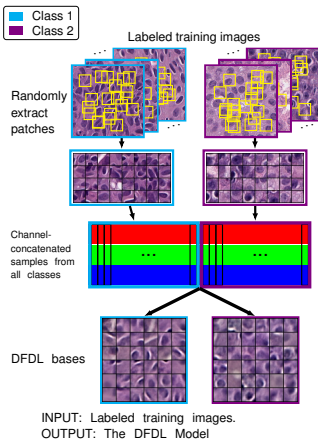 Class 1
Class 2
Labeled training images
Randomly
extract
patches
Channel-
concatenated
samples from
all classes
DFDL bases
INPUT: Labeled training images.
OUTPUT: The DFDL Model